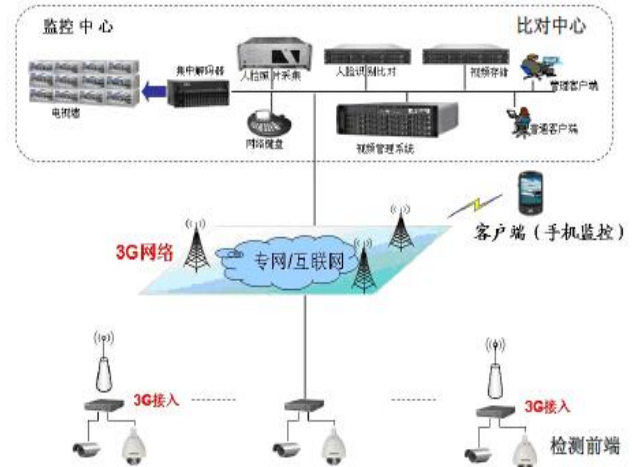 监控中心
比对中心
集中解码器
人脸照片采集
人脸识别比对
视频存储
管理客户端
电视墙
网络键盘
视频管理系统
普通客户端
3G网络
专网/互联网
客户端（手机监控）
3G接入
3G接入
检测前端